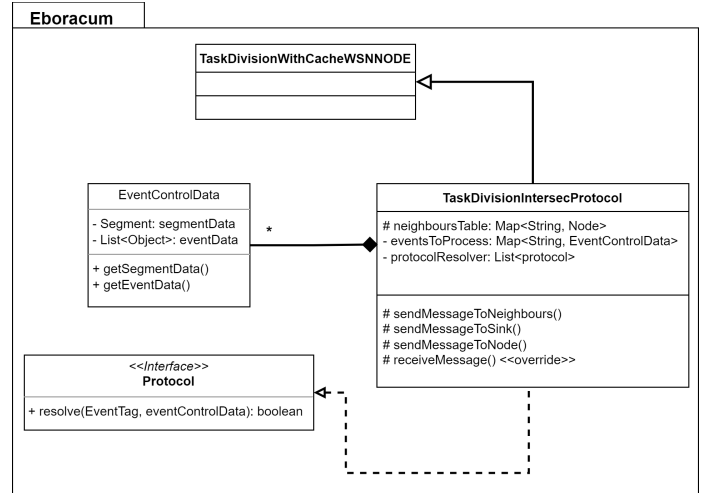 Eboracum
TaskDivisionWithCacheWSNNODE
EventControlData
- Segment: segmentData
- List<Object>: eventData
+ getSegmentData()
+ getEventData()
*
TaskDivisionIntersecProtocol
# neighboursTable: Map<String, Node>
- eventsToProcess: Map<String, EventControlData>
- protocolResolver: List<protocol>
# sendMessageToNeighbours()
# sendMessageToSink()
# sendMessageToNode()
# receiveMessage() <<override>>
<<Interface>>
Protocol
+ resolve(EventTag, eventControlData): boolean